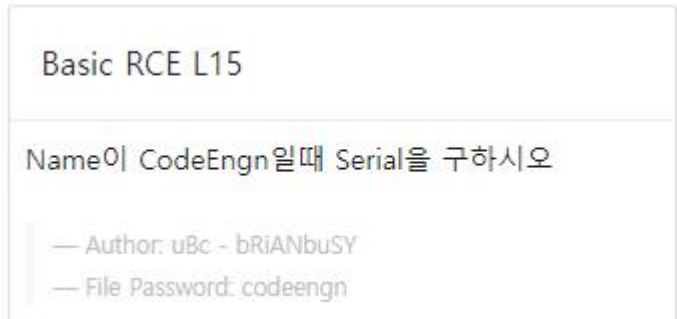 Basic RCE L15
Name이 CodeEngn일때 Serial을 구하시오
— Author: uBc - bRiANbuSY
— File Password: codeengn